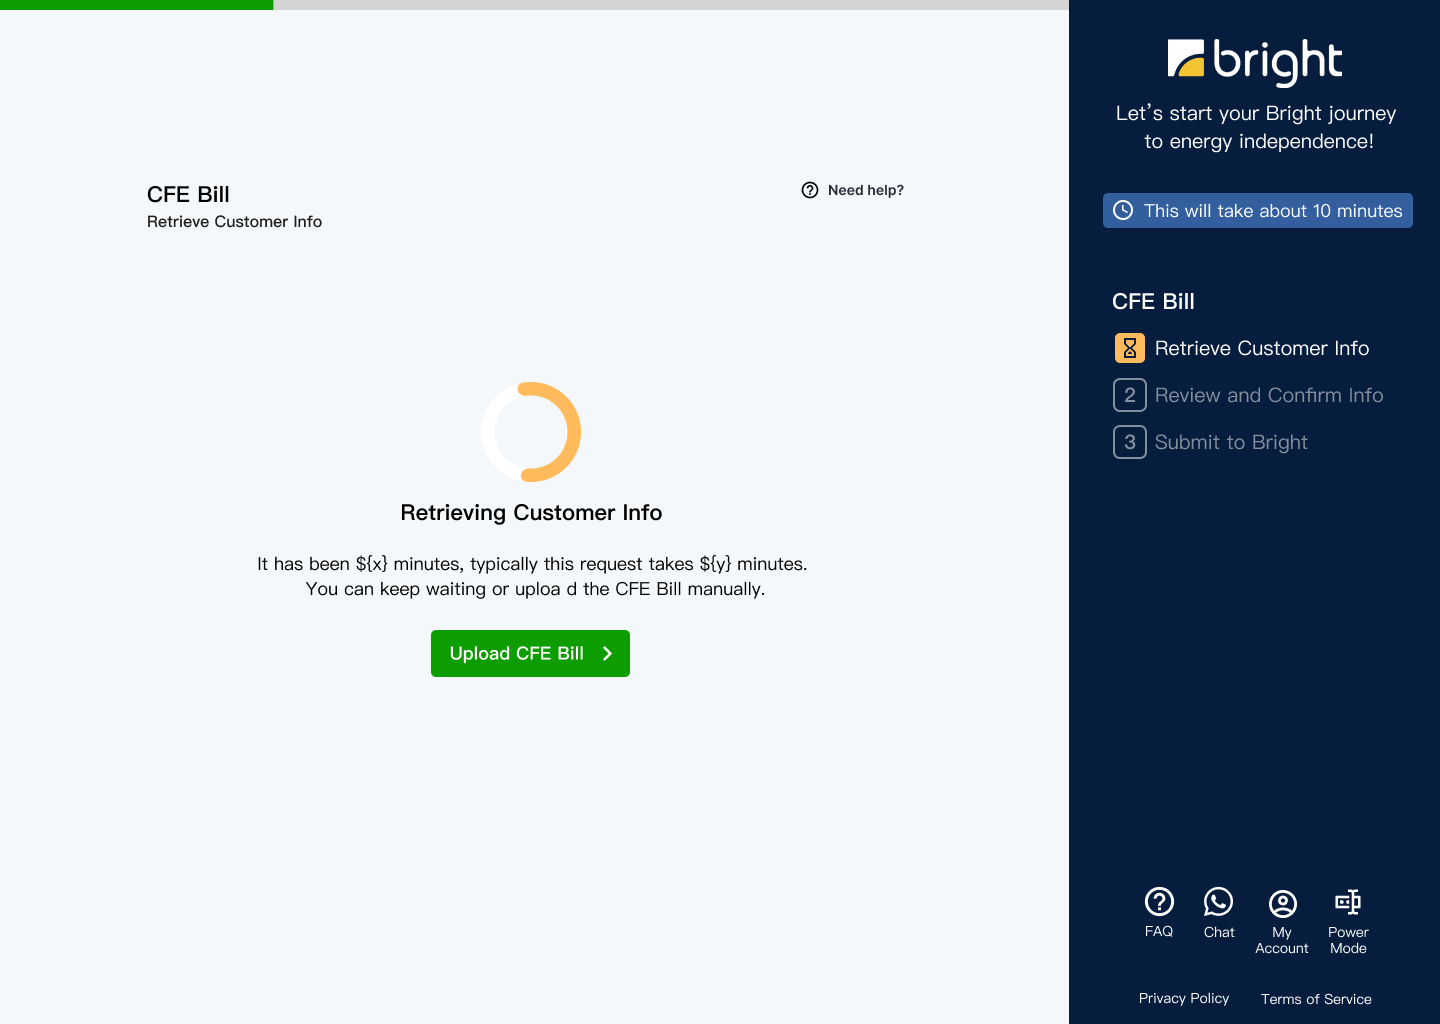 CFE Bill
Retrieve Customer Info
Need help?
Retrieving Customer Info
It has been ${x} minutes, typically this request takes ${y} minutes.
You can keep waiting or uploa d the CFE Bill manually.
Upload CFE Bill
bright
Let's start your Bright journey
to energy independence!
This will take about 10 minutes
CFE Bill
Retrieve Customer Info
2 Review and Confirm Info
3 Submit to Bright
FAQ
Chat
My
Account
Power
Mode
Privacy Policy
Terms of Service